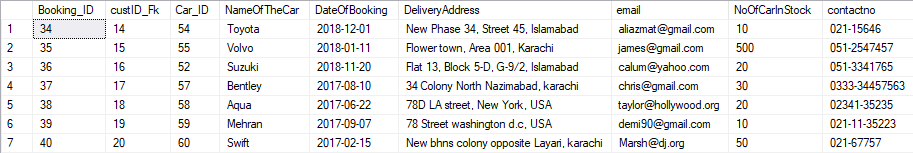 Booking_ID custID_Fk Car_ID NameOfTheCar DateOfBooking DeliveryAddress email NoOfCarInStock contactno
1 34 14 54 Toyota 2018-12-01 New Phase 34, Street 45, Islamabad aliazmat@gmail.com 10 021-15646
2 35 15 55 Volvo 2018-01-11 Flower town, Area 001, Karachi james@gmail.com 500 051-2547457
3 36 16 52 Suzuki 2018-11-20 Flat 13, Block 5-D, G-9/2, Islamabad calum@yahoo.com 20 051-3341765
4 37 17 57 Bentley 2017-08-10 34 Colony North Nazimabad, karachi chris@gmail.com 30 0333-34457563
5 38 18 58 Aqua 2017-06-22 78D LA street, New York, USA taylor@hollywood.org 20 02341-35235
6 39 19 59 Mehran 2017-09-07 78 Street washington d.c, USA demi90@gmail.com 10 021-11-35223
7 40 20 60 Swift 2017-02-15 New bhns colony opposite Layari, karachi Marsh@dj.org 50 021-67757